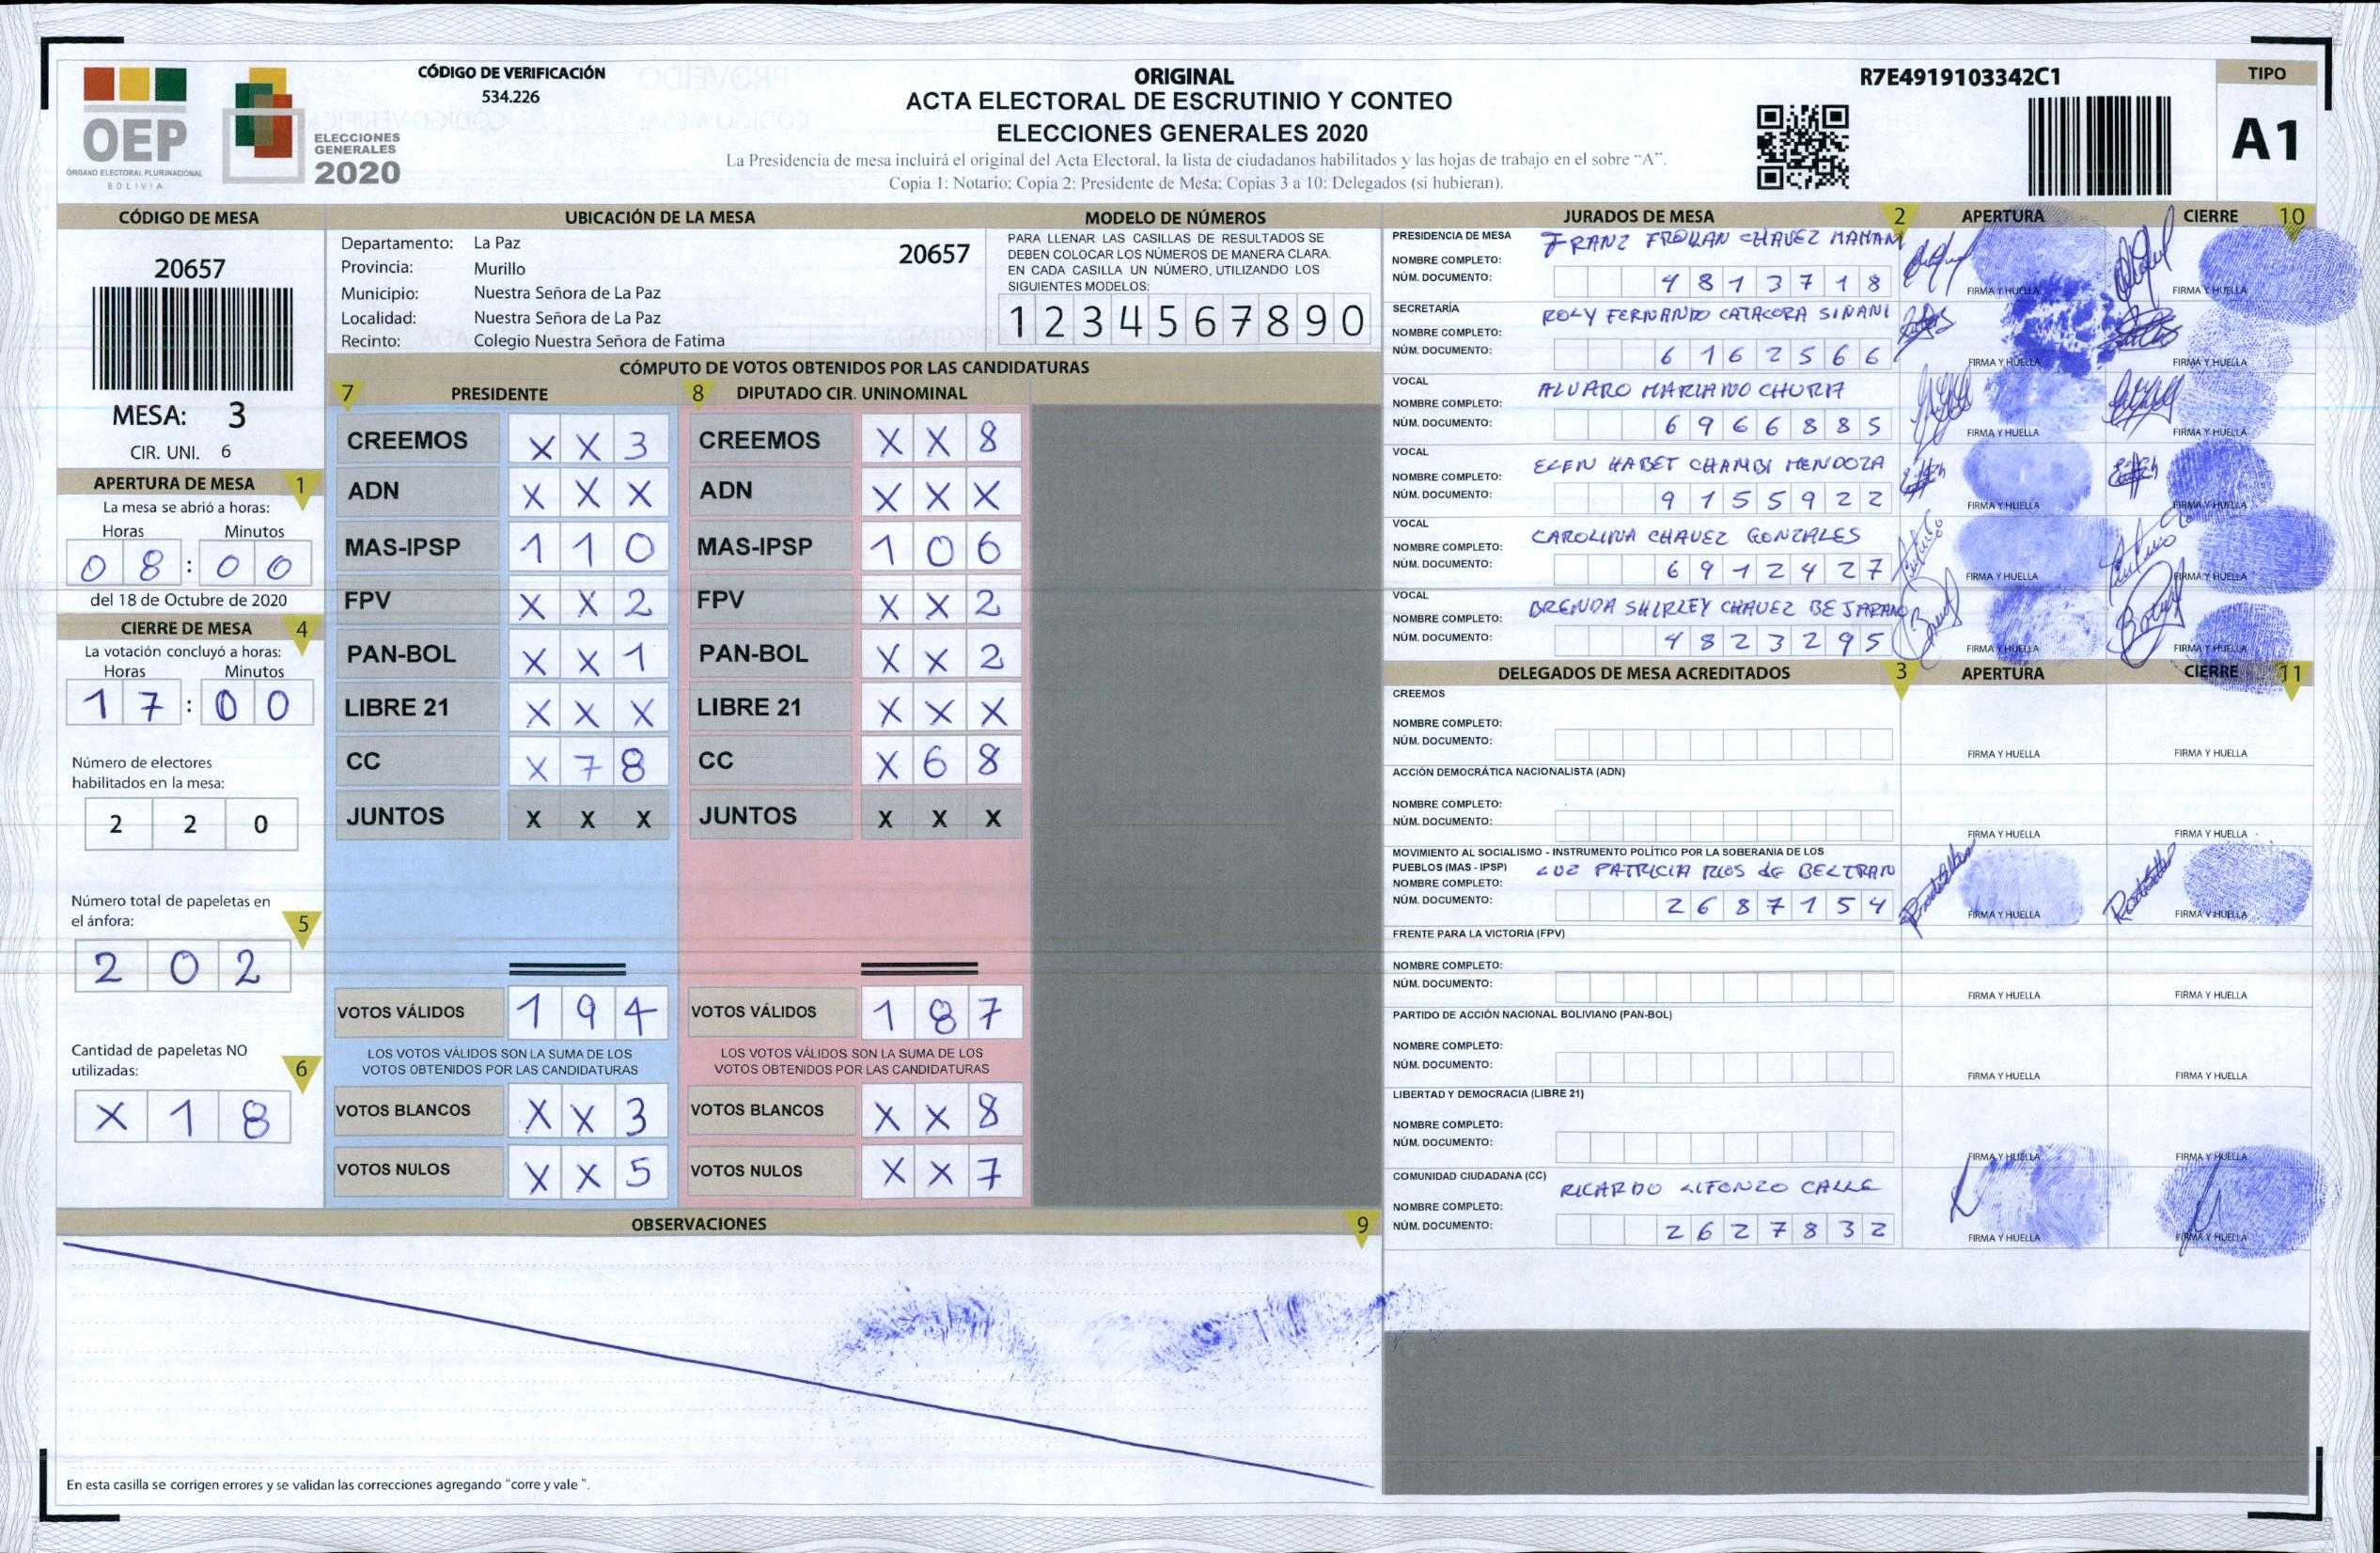 OEP
ÓRGANO ELECTORAL PLURINACIONAL
BOLIVIA
ELECCIONES
GENERALES
2020
CÓDIGO DE VERIFICACIÓN
534.226
ORIGINAL
ACTA ELECTORAL DE ESCRUTINIO Y CONTEO
ELECCIONES GENERALES 2020
La Presidencia de mesa incluirá el original del Acta Electoral, la lista de ciudadanos habilitados y las hojas de trabajo en el sobre “A”.
Copia 1: Notario; Copia 2: Presidente de Mesa; Copias 3 a 10: Delegados (si hubieran).
R7E4919103342C1
TIPO
A1
CÓDIGO DE MESA
20657
MESA: 3
CIR. UNI. 6
APERTURA DE MESA 1
La mesa se abrió a horas:
Horas Minutos
0 8 : 0 0
del 18 de Octubre de 2020
CIERRE DE MESA 4
La votación concluyó a horas:
Horas Minutos
1 7 : 0 0
Número de electores
habilitados en la mesa:
2 2 0
Número total de papeletas en
el ánfora: 5
2 0 2
Cantidad de papeletas NO
utilizadas: 6
X 1 8
UBICACIÓN DE LA MESA
Departamento: La Paz 20657
Provincia: Murillo
Municipio: Nuestra Señora de La Paz
Localidad: Nuestra Señora de La Paz
Recinto: Colegio Nuestra Señora de Fatima
MODELO DE NÚMEROS
PARA LLENAR LAS CASILLAS DE RESULTADOS SE
DEBEN COLOCAR LOS NÚMEROS DE MANERA CLARA.
EN CADA CASILLA UN NÚMERO, UTILIZANDO LOS
SIGUIENTES MODELOS:
1 2 3 4 5 6 7 8 9 0
CÓMPUTO DE VOTOS OBTENIDOS POR LAS CANDIDATURAS
7 PRESIDENTE 8 DIPUTADO CIR. UNINOMINAL
CREEMOS X X 3 CREEMOS X X 8
ADN X X X ADN X X X
MAS-IPSP 1 1 0 MAS-IPSP 1 0 6
FPV X X 2 FPV X X 2
PAN-BOL X X 1 PAN-BOL X X 2
LIBRE 21 X X X LIBRE 21 X X X
CC X 7 8 CC X 6 8
JUNTOS X X X JUNTOS X X X
VOTOS VÁLIDOS 1 9 4 VOTOS VÁLIDOS 1 8 7
LOS VOTOS VÁLIDOS SON LA SUMA DE LOS LOS VOTOS VÁLIDOS SON LA SUMA DE LOS
VOTOS OBTENIDOS POR LAS CANDIDATURAS VOTOS OBTENIDOS POR LAS CANDIDATURAS
VOTOS BLANCOS X X 3 VOTOS BLANCOS X X 8
VOTOS NULOS X X 5 VOTOS NULOS X X 7
OBSERVACIONES 9
En esta casilla se corrigen errores y se validan las correcciones agregando “corre y vale ”.
JURADOS DE MESA 2 APERTURA CIERRE 10
PRESIDENCIA DE MESA FRANZ FROILAN CHAVEZ MAMANI
NOMBRE COMPLETO:
NÚM. DOCUMENTO: 4 8 1 3 7 1 8 FIRMA Y HUELLA FIRMA Y HUELLA
SECRETARÍA
ROLY FERNANDO CATACORA SIÑANI
NOMBRE COMPLETO:
NÚM. DOCUMENTO: 6 1 6 2 5 6 6 FIRMA Y HUELLA FIRMA Y HUELLA
VOCAL
ALVARO MARIANO CHURA
NOMBRE COMPLETO:
NÚM. DOCUMENTO: 6 9 6 6 8 8 5 FIRMA Y HUELLA FIRMA Y HUELLA
VOCAL
ELEN CHAMBI MENDOZA
NOMBRE COMPLETO:
NÚM. DOCUMENTO: 9 1 5 5 9 2 2 FIRMA Y HUELLA FIRMA Y HUELLA
VOCAL
CAROLINA CHAVEZ GONZALES
NOMBRE COMPLETO:
NÚM. DOCUMENTO: 6 9 1 2 4 2 7 FIRMA Y HUELLA FIRMA Y HUELLA
VOCAL
BRENDA SHIRLEY CHAVEZ BEJARANO
NOMBRE COMPLETO:
NÚM. DOCUMENTO: 4 8 2 3 2 9 5 FIRMA Y HUELLA FIRMA Y HUELLA
DELEGADOS DE MESA ACREDITADOS 3 APERTURA CIERRE 11
CREEMOS
NOMBRE COMPLETO:
NÚM. DOCUMENTO: FIRMA Y HUELLA FIRMA Y HUELLA
ACCIÓN DEMOCRÁTICA NACIONALISTA (ADN)
NOMBRE COMPLETO:
NÚM. DOCUMENTO: FIRMA Y HUELLA FIRMA Y HUELLA
MOVIMIENTO AL SOCIALISMO - INSTRUMENTO POLÍTICO POR LA SOBERANIA DE LOS
PUEBLOS (MAS - IPSP) LUZ PATRICIA RIOS de BELTRAN
NOMBRE COMPLETO:
NÚM. DOCUMENTO: 2 6 8 7 1 5 4 FIRMA Y HUELLA FIRMA Y HUELLA
FRENTE PARA LA VICTORIA (FPV)
NOMBRE COMPLETO:
NÚM. DOCUMENTO: FIRMA Y HUELLA FIRMA Y HUELLA
PARTIDO DE ACCIÓN NACIONAL BOLIVIANO (PAN-BOL)
NOMBRE COMPLETO:
NÚM. DOCUMENTO: FIRMA Y HUELLA FIRMA Y HUELLA
LIBERTAD Y DEMOCRACIA (LIBRE 21)
NOMBRE COMPLETO:
NÚM. DOCUMENTO: FIRMA Y HUELLA FIRMA Y HUELLA
COMUNIDAD CIUDADANA (CC) RICARDO LIFONZO CALLE
NOMBRE COMPLETO:
NÚM. DOCUMENTO: 2 6 2 7 8 3 2 FIRMA Y HUELLA FIRMA Y HUELLA